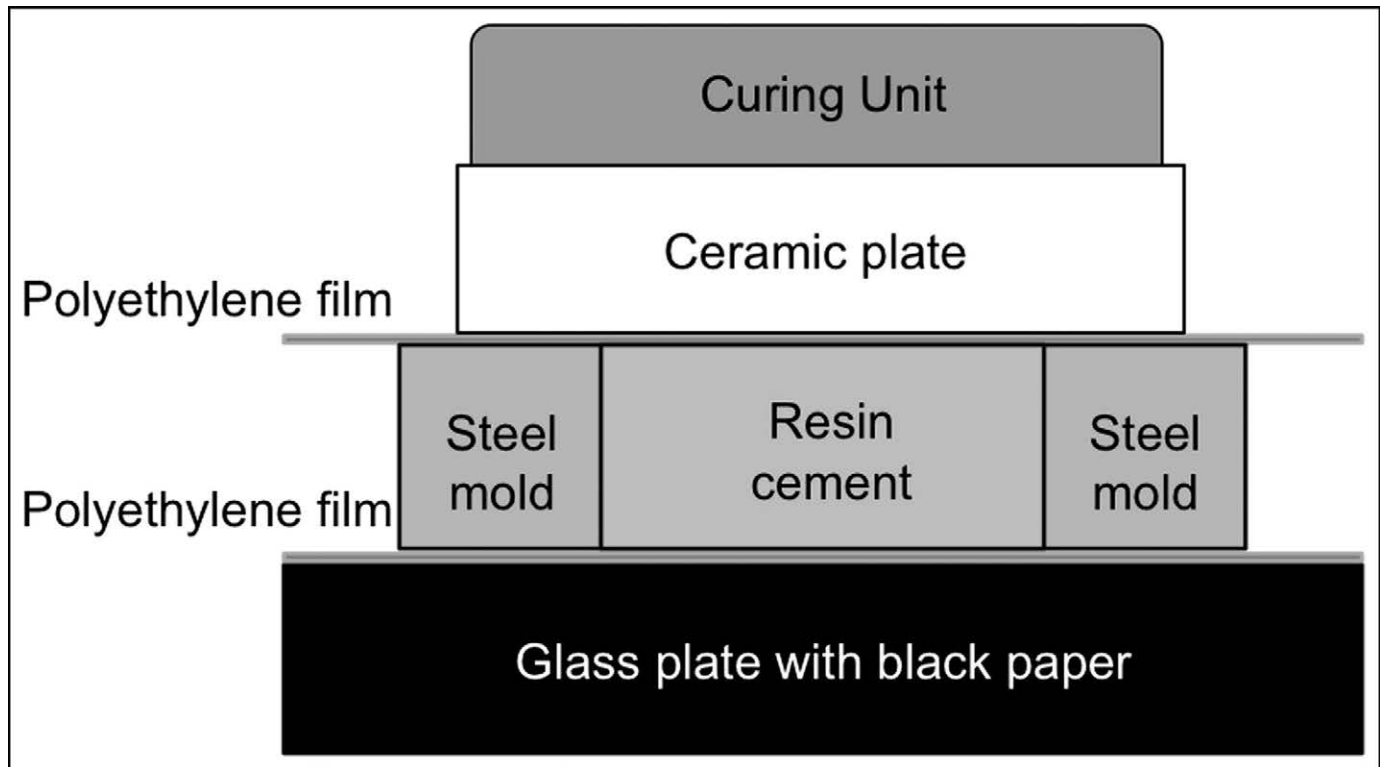 Curing Unit
Ceramic plate
Polyethylene film
Steel
mold
Resin
cement
Steel
mold
Polyethylene film
Glass plate with black paper